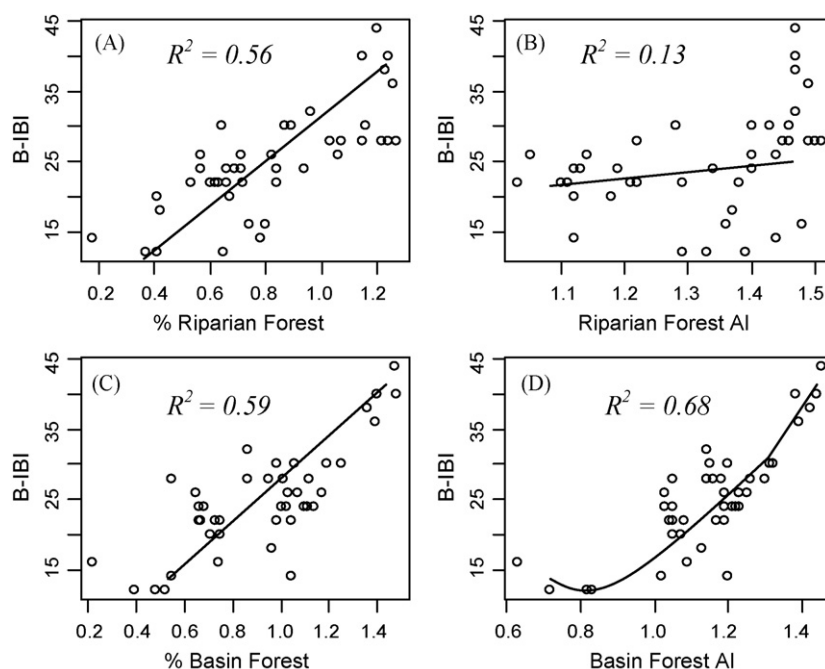 (A) R² = 0.56
B-IBI
45
35
25
15
0.2 0.4 0.6 0.8 1.0 1.2
% Riparian Forest
(B) R² = 0.13
B-IBI
45
35
25
15
1.1 1.2 1.3 1.4 1.5
Riparian Forest AI
(C) R² = 0.59
B-IBI
45
35
25
15
0.2 0.4 0.6 0.8 1.0 1.2 1.4
% Basin Forest
(D) R² = 0.68
B-IBI
45
35
25
15
0.6 0.8 1.0 1.2 1.4
Basin Forest AI